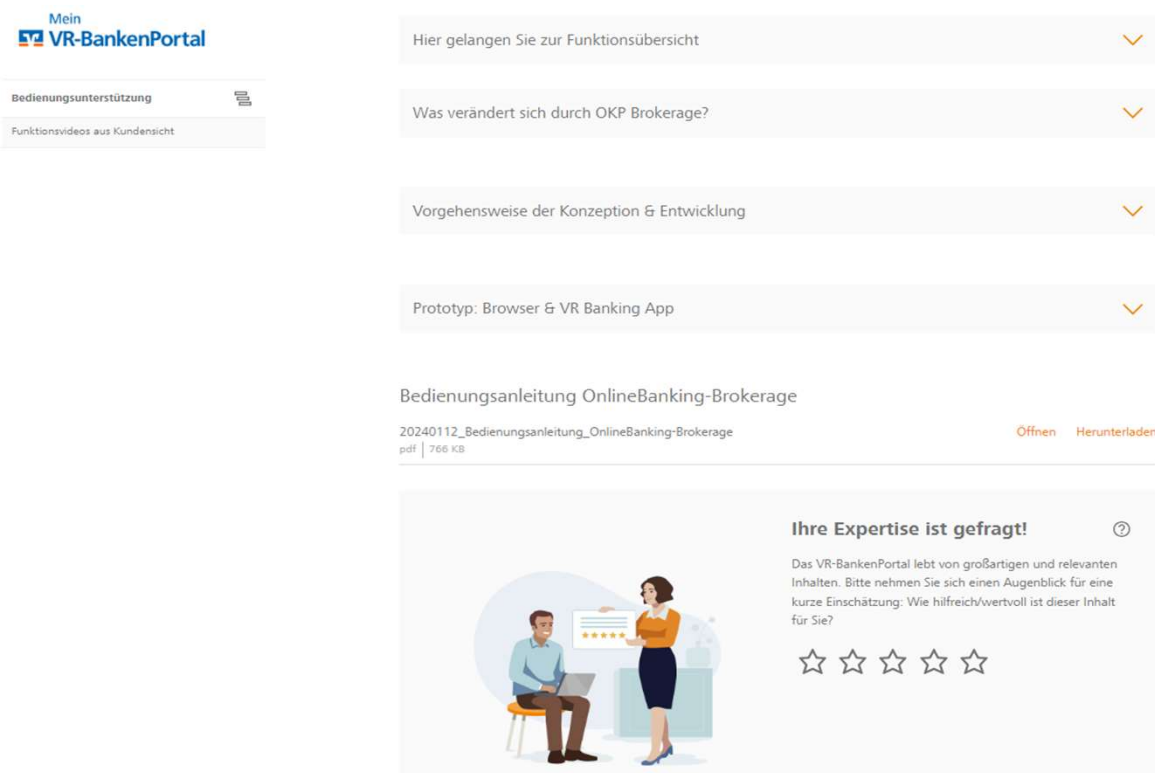 Mein
VR-BankenPortal
Bedienungsunterstützung
Funktionsvideos aus Kundensicht
Hier gelangen Sie zur Funktionsübersicht
Was verändert sich durch OKP Brokerage?
Vorgehensweise der Konzeption & Entwicklung
Prototyp: Browser & VR Banking App
Bedienungsanleitung OnlineBanking-Brokerage
20240112_Bedienungsanleitung_OnlineBanking-Brokerage
Öffnen Herunterladen
pdf | 766 KB
Ihre Expertise ist gefragt!
Das VR-BankenPortal lebt von großartigen und relevanten
Inhalten. Bitte nehmen Sie sich einen Augenblick für eine
kurze Einschätzung: Wie hilfreich/wertvoll ist dieser Inhalt
für Sie?